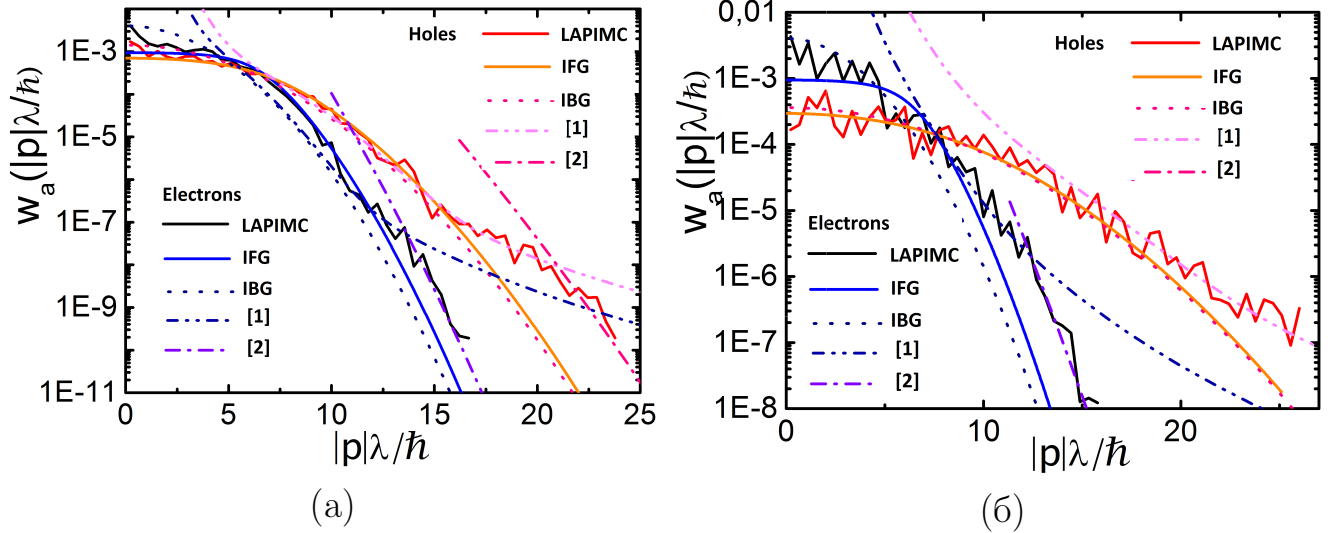 1E-3
1E-5
1E-7
1E-9
1E-11
w_a(|p|λ/ħ)
0 5 10 15 20 25
|p|λ/ħ
Holes LAPIMC
IFG
IBG
[1]
[2]
Electrons
LAPIMC
IFG
IBG
[1]
[2]
(а)
0,01
1E-3
1E-4
1E-5
1E-6
1E-7
1E-8
w_a(|p|λ/ħ)
0 10 20
|p|λ/ħ
Holes LAPIMC
IFG
IBG
[1]
[2]
Electrons
LAPIMC
IFG
IBG
[1]
[2]
(б)